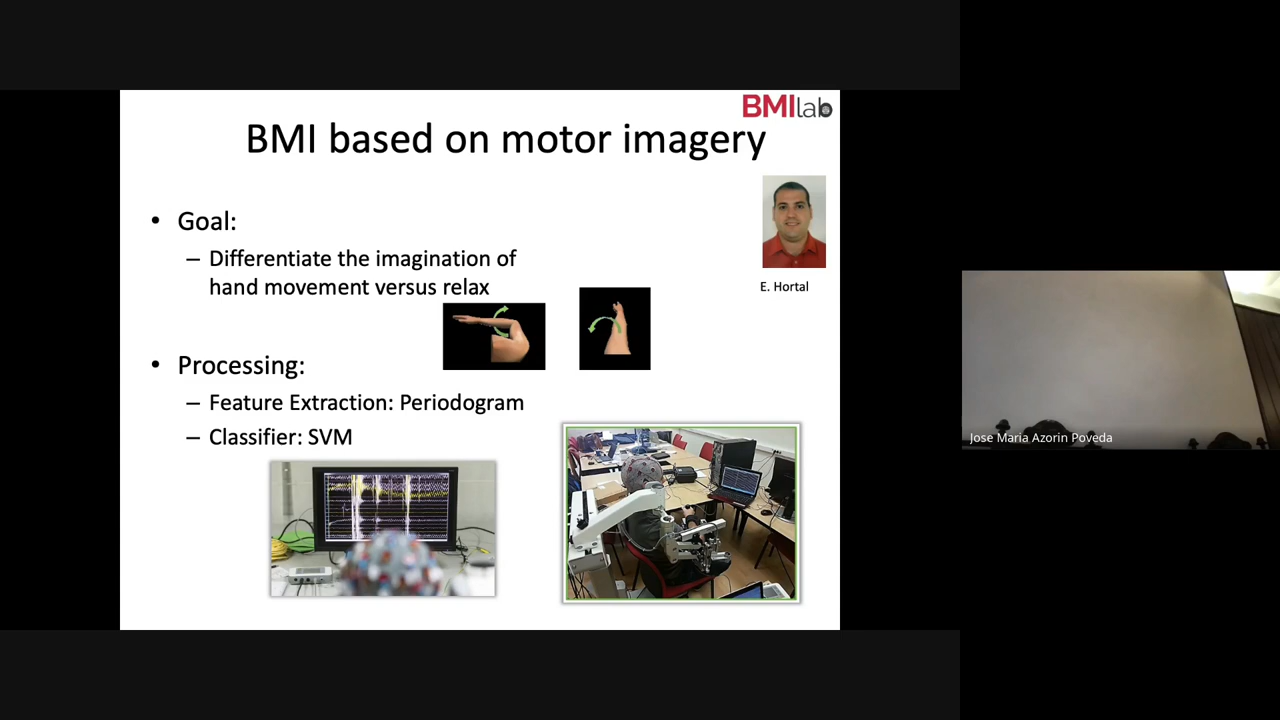 BMIlab
BMI based on motor imagery
• Goal:
– Differentiate the imagination of
hand movement versus relax
E. Hortal
• Processing:
– Feature Extraction: Periodogram
– Classifier: SVM
Jose Maria Azorin Poveda